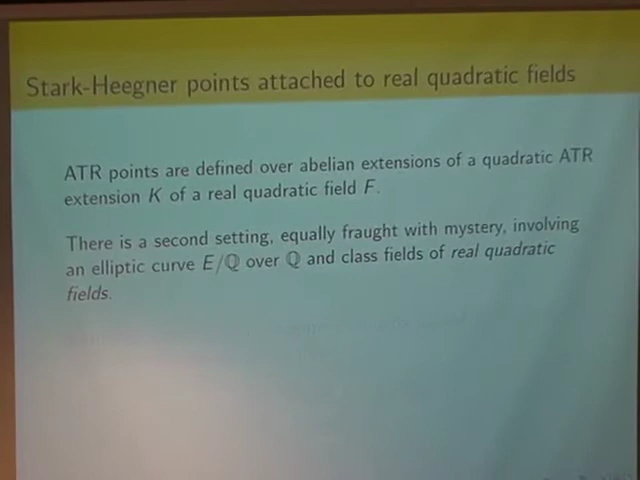 Stark-Heegner points attached to real quadratic fields
ATR points are defined over abelian extensions of a quadratic ATR
extension K of a real quadratic field F.
There is a second setting, equally fraught with mystery, involving
an elliptic curve E/ℚ over ℚ and class fields of real quadratic
fields.